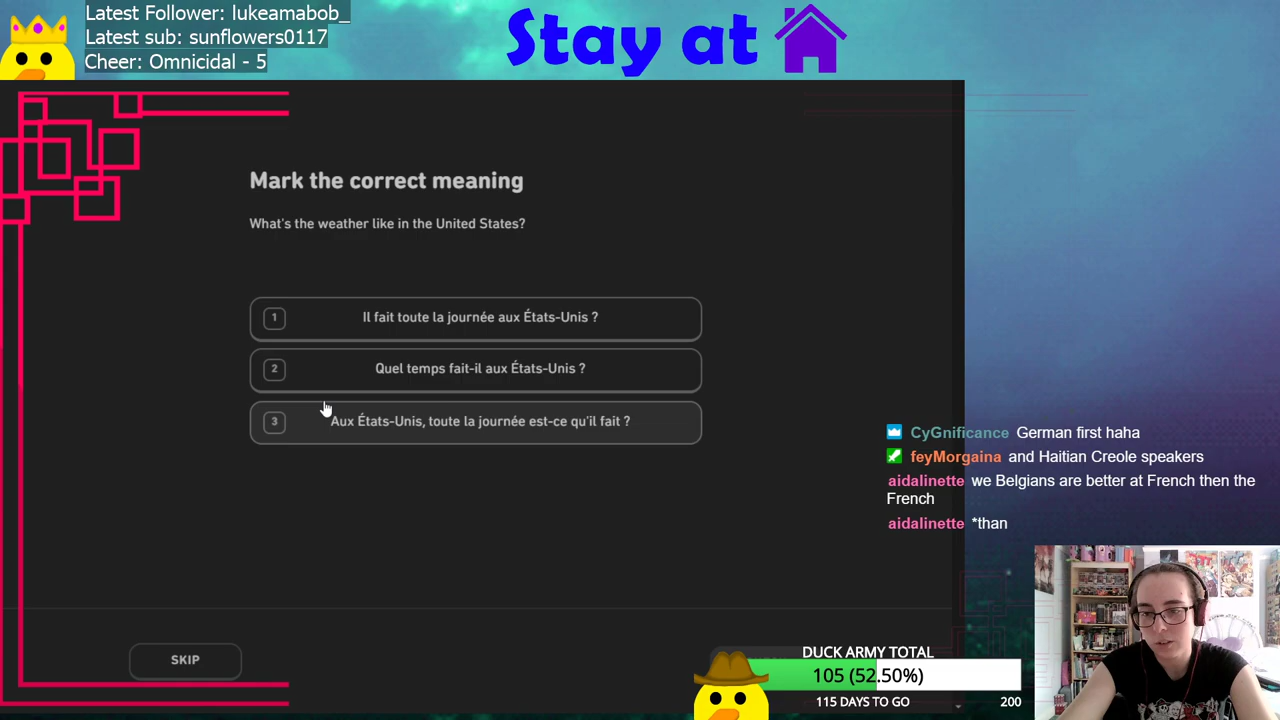 Latest Follower: lukeamabob_
Latest sub: sunflowers0117
Cheer: Omnicidal - 5
Stay at
Mark the correct meaning
What's the weather like in the United States?
1 Il fait toute la journée aux États-Unis ?
2 Quel temps fait-il aux États-Unis ?
3 Aux États-Unis, toute la journée est-ce qu'il fait ?
CyGnificance German first haha
feyMorgaina and Haitian Creole speakers
aidalinette we Belgians are better at French then the
French
aidalinette *than
SKIP
DUCK ARMY TOTAL
105 (52.50%)
115 DAYS TO GO 200